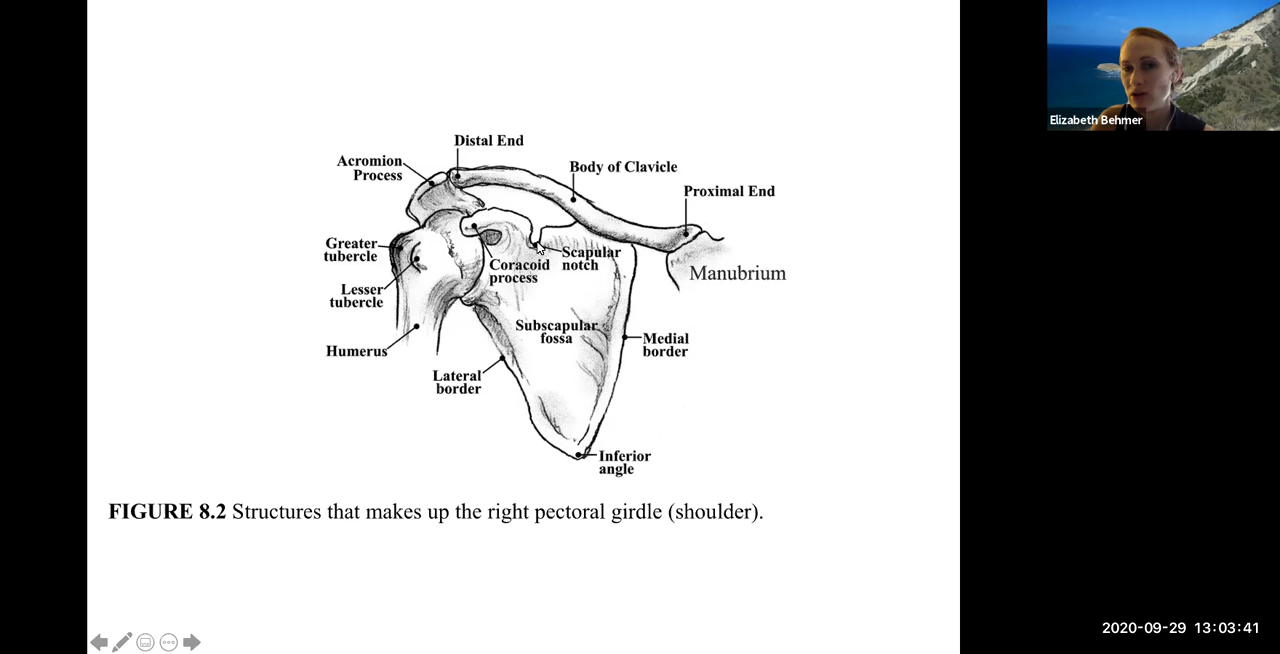 Elizabeth Behmer
Distal End
Acromion
Process
Body of Clavicle
Proximal End
Greater
tubercle
Scapular
notch
Coracoid
process
Manubrium
Lesser
tubercle
Subscapular
fossa
Medial
border
Humerus
Lateral
border
Inferior
angle
FIGURE 8.2 Structures that makes up the right pectoral girdle (shoulder).
2020-09-29 13:03:41